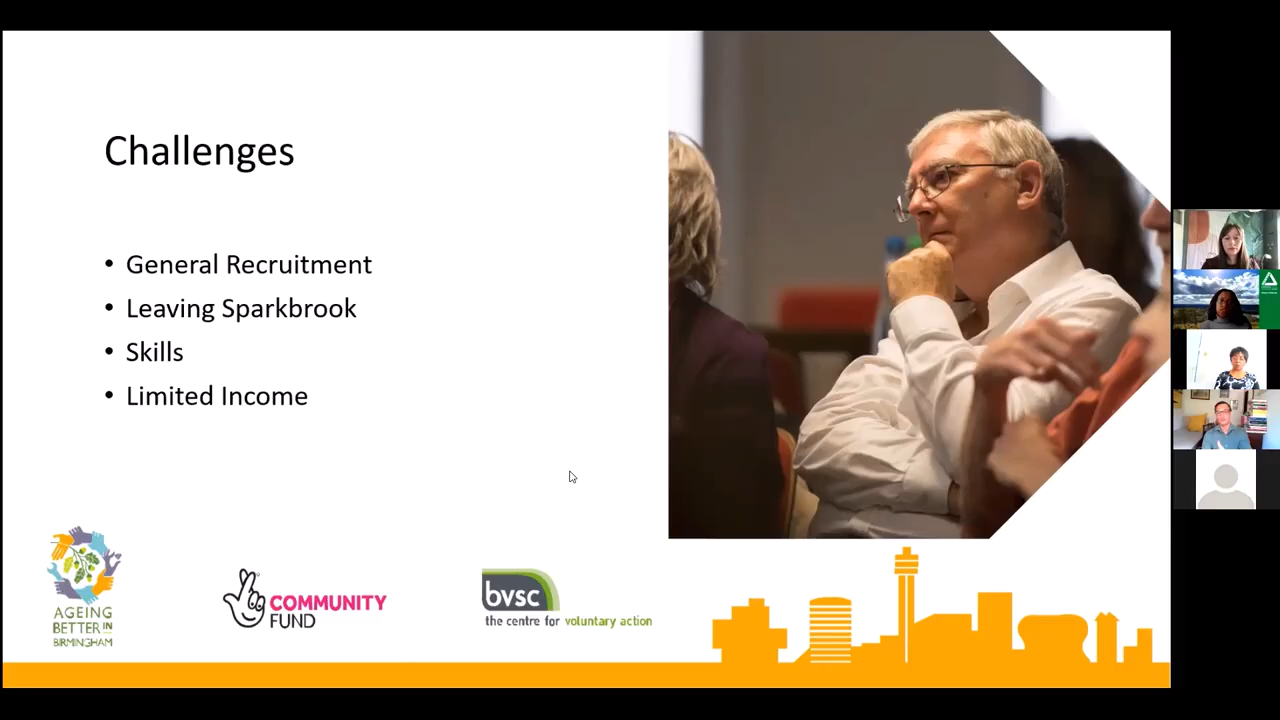 Challenges
• General Recruitment
• Leaving Sparkbrook
• Skills
• Limited Income
AGEING
BETTER IN
BIRMINGHAM
COMMUNITY
FUND
bvsc
the centre for voluntary action